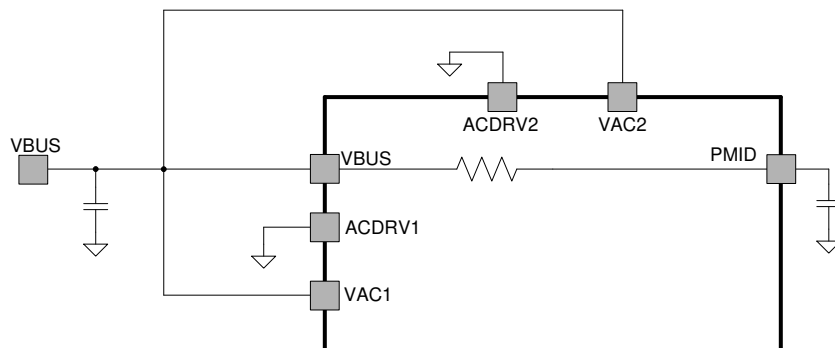 ACDRV2
VAC2
VBUS
VBUS
PMID
ACDRV1
VAC1